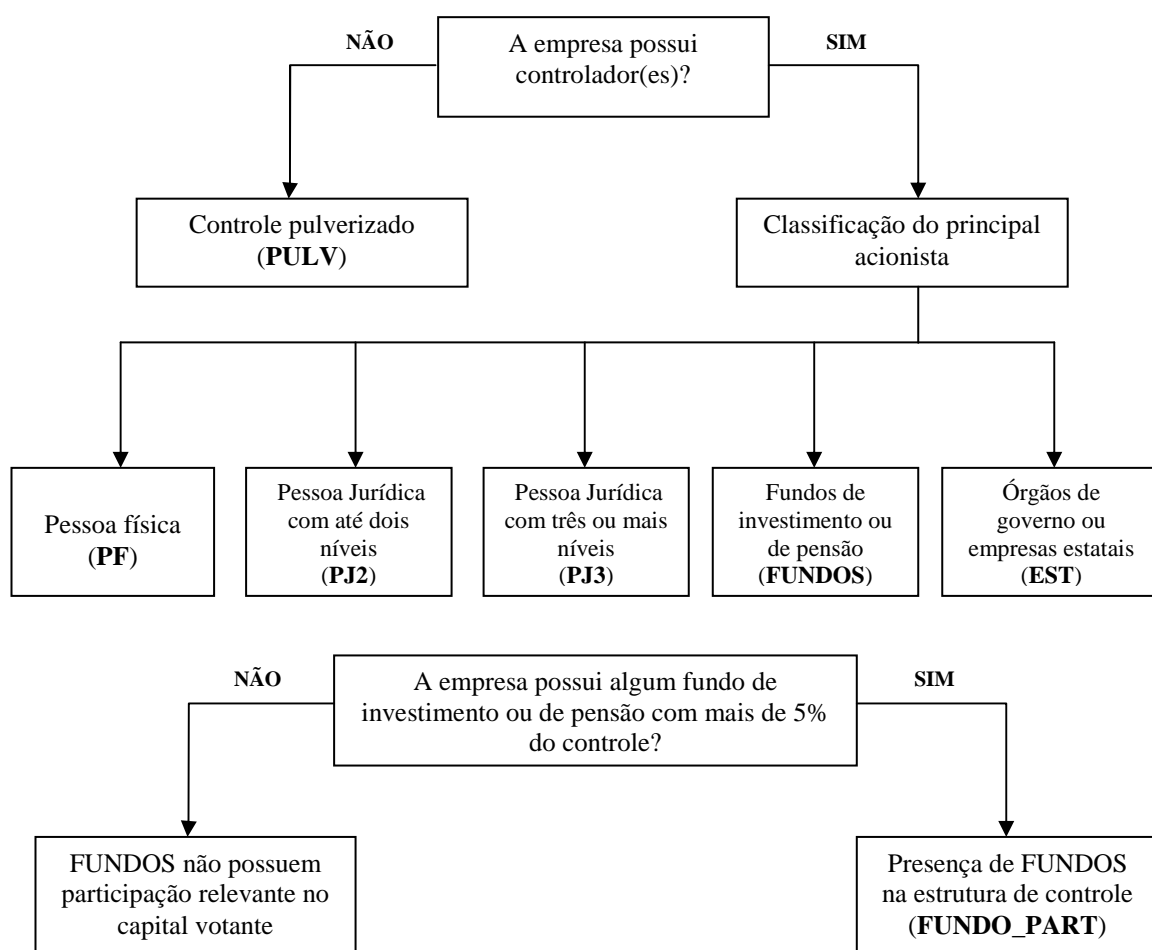 NÃO
A empresa possui
controlador(es)?
SIM
Controle pulverizado
(PULV)
Classificação do principal
acionista
Pessoa física
(PF)
Pessoa Jurídica
com até dois
níveis
(PJ2)
Pessoa Jurídica
com três ou mais
níveis
(PJ3)
Fundos de
investimento ou
de pensão
(FUNDOS)
Órgãos de
governo ou
empresas estatais
(EST)
NÃO
A empresa possui algum fundo de
investimento ou de pensão com mais de 5%
do controle?
SIM
FUNDOS não possuem
participação relevante no
capital votante
Presença de FUNDOS
na estrutura de controle
(FUNDO_PART)